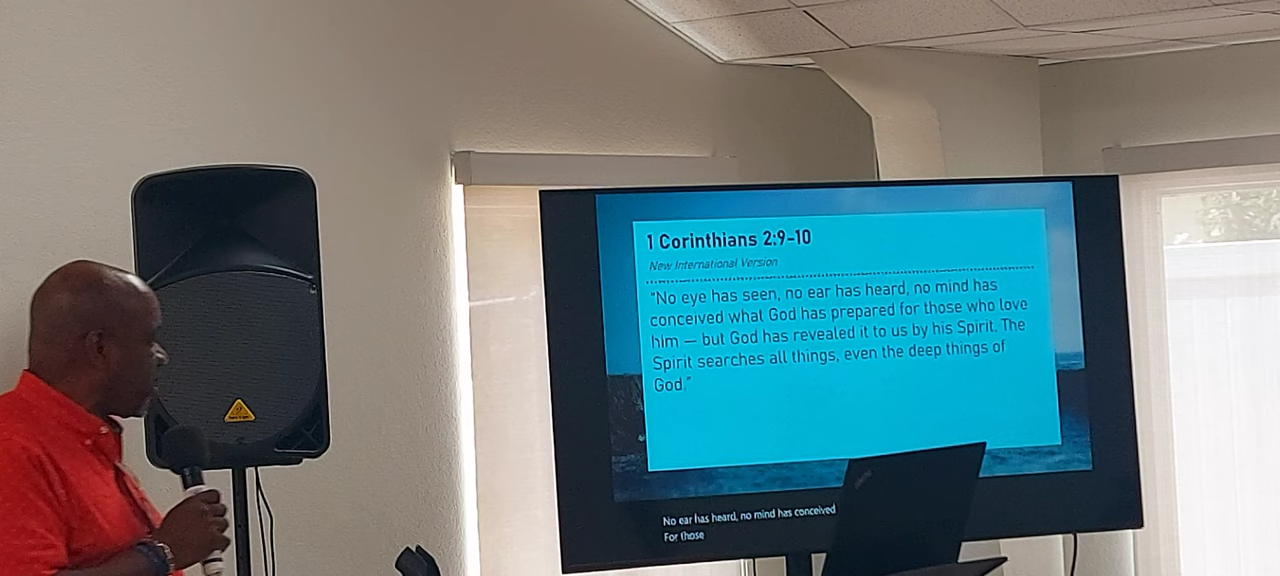 1 Corinthians 2:9-10
New International Version
"No eye has seen, no ear has heard, no mind has
conceived what God has prepared for those who love
him — but God has revealed it to us by his Spirit. The
Spirit searches all things, even the deep things of
God."
No ear has heard, no mind has conceived
For those